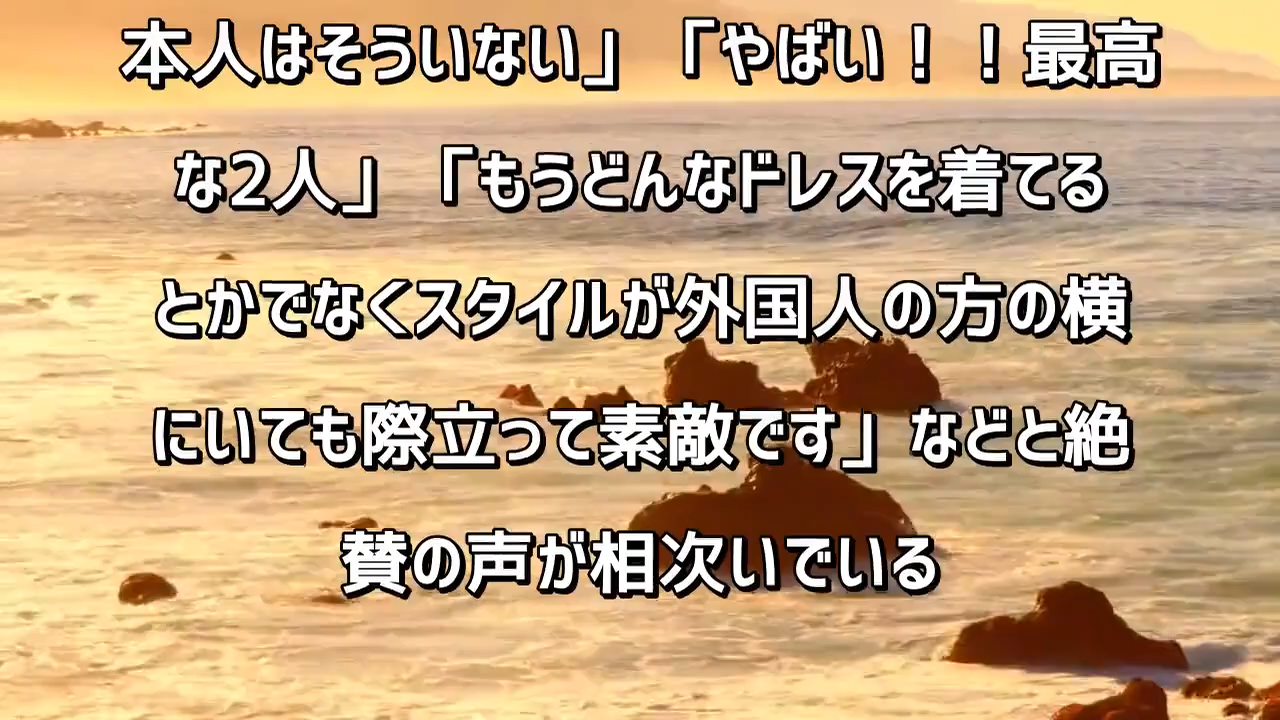 本人はそういない」「やばい！！最高
な2人」「もうどんなドレスを着てる
とかでなくスタイルが外国人の方の横
にいても際立って素敵です」などと絶
賛の声が相次いでいる